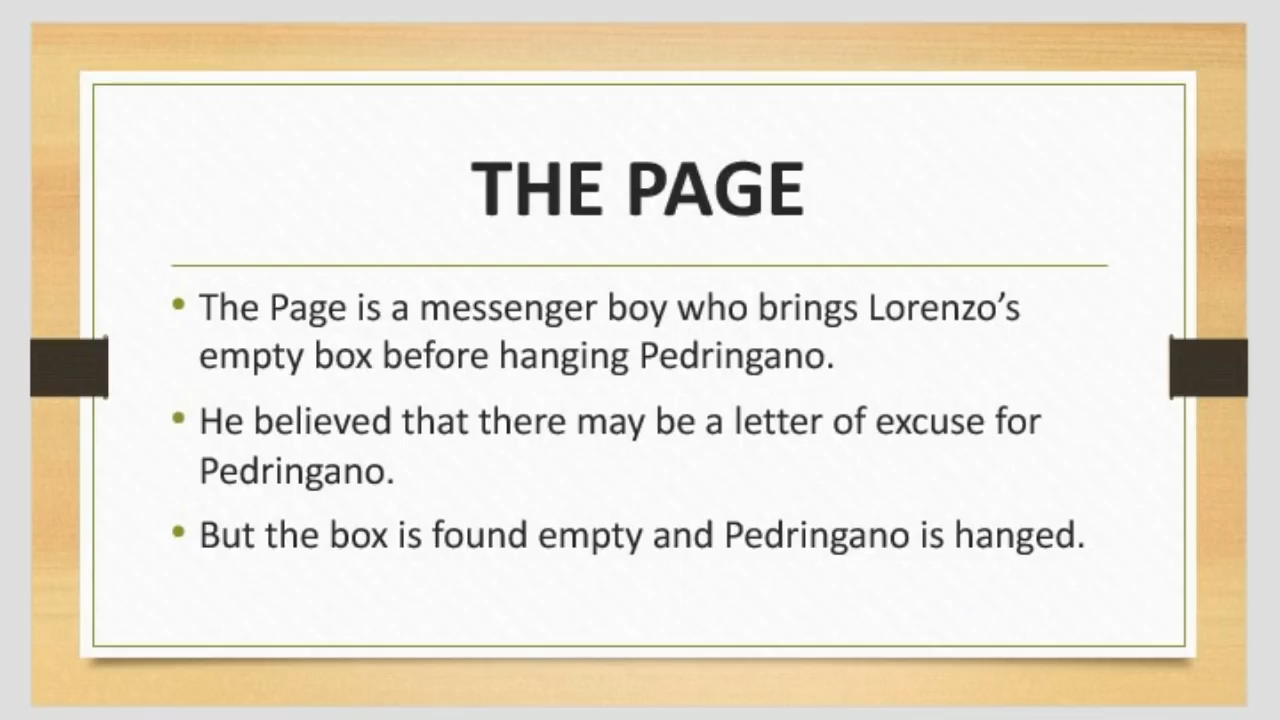 THE PAGE
• The Page is a messenger boy who brings Lorenzo’s
empty box before hanging Pedringano.
• He believed that there may be a letter of excuse for
Pedringano.
• But the box is found empty and Pedringano is hanged.